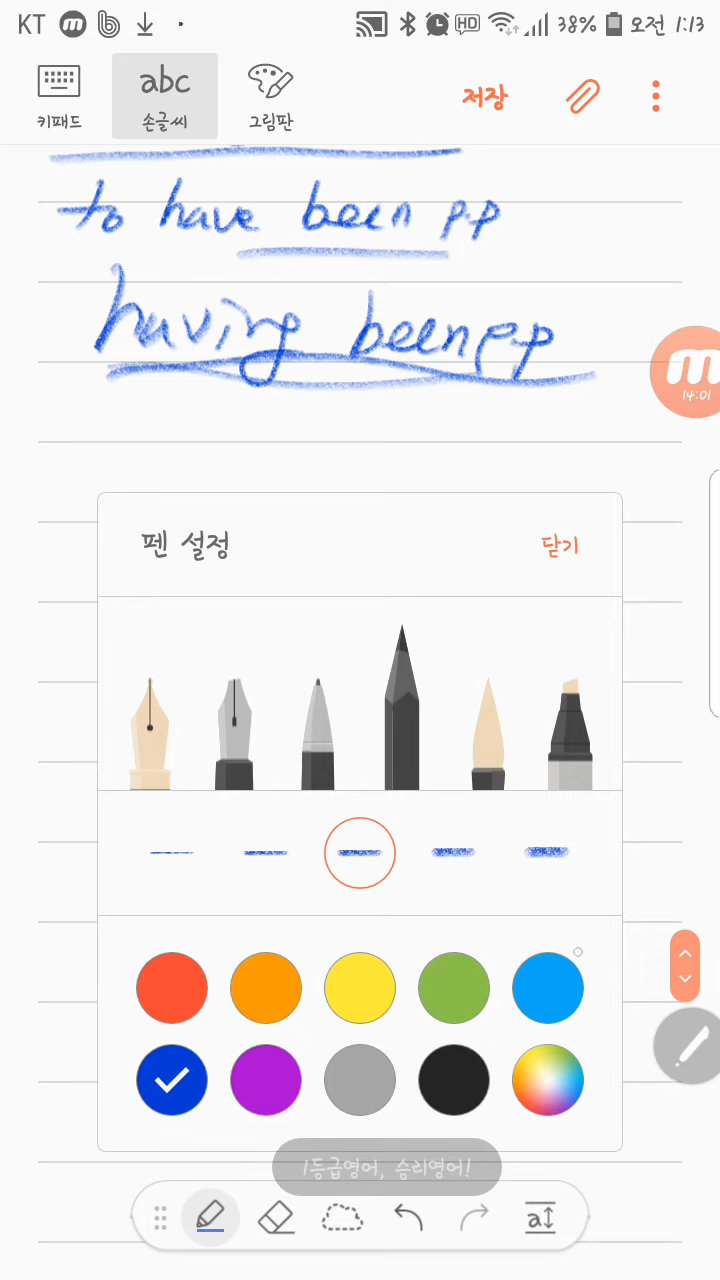 KT 38% 오전 1:13
HD
키패드 abc 손글씨 그림판 저장
to have been p.p
having been p.p
14:01
펜 설정 닫기
1등급영어, 승리영어!
a